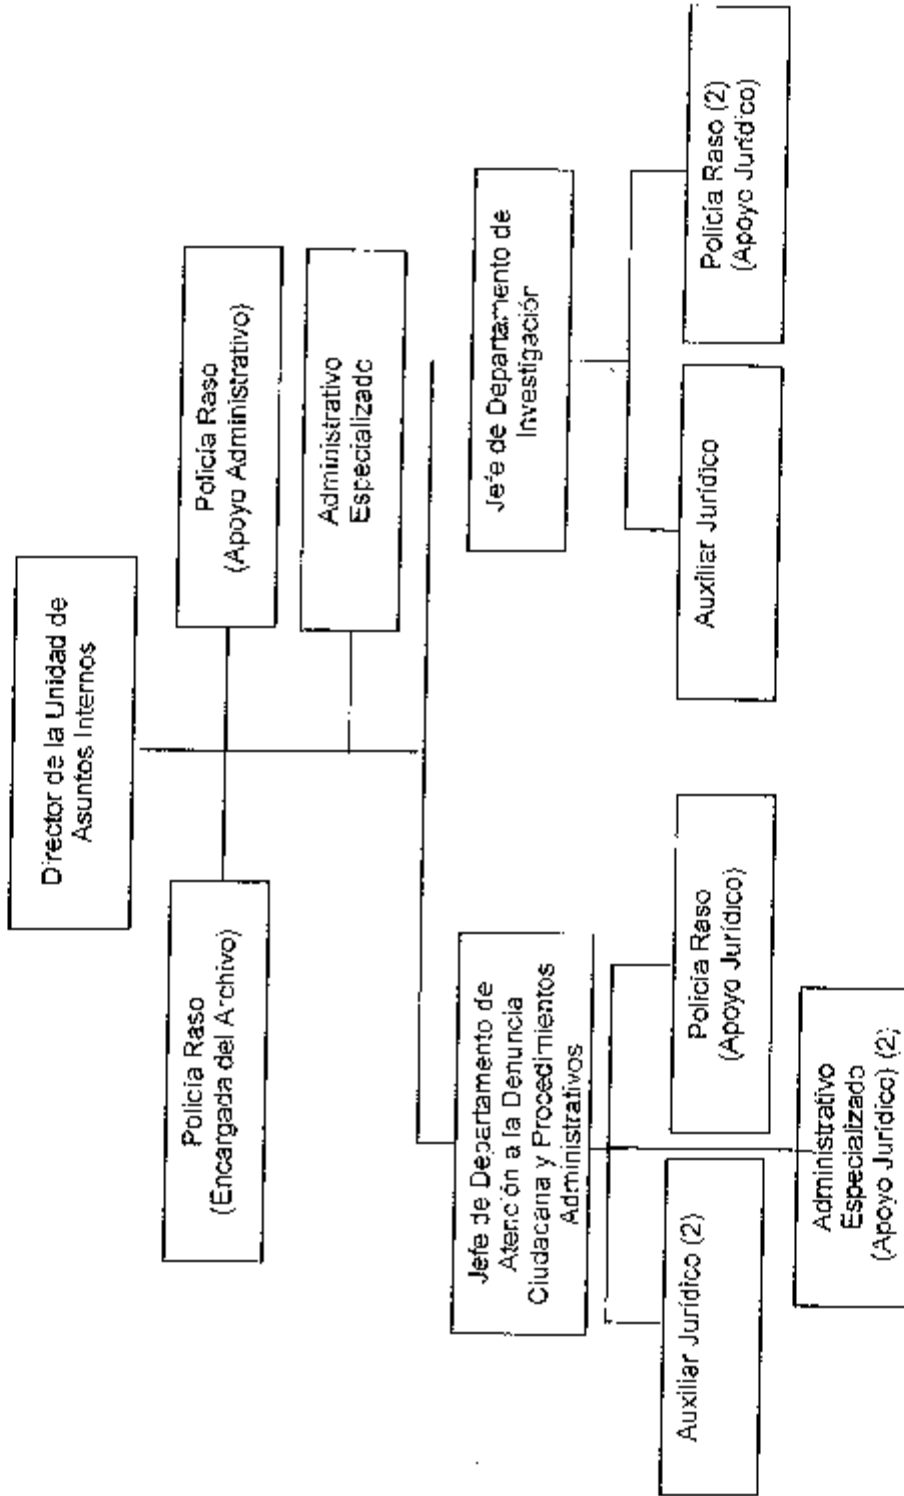 Director de la Unidad de
Asuntos Internos
Policía Raso
(Encargada del Archivo)
Policía Raso
(Apoyo Administrativo)
Administrativo
Especializado
Jefe de Departamento de
Atención a la Denuncia
Ciudacana y Procedimientos
Administrativos
Jefe de Departamento de
Investigación
Auxiliar Jurídico (2)
Policía Raso
(Apoyo Jurídico)
Administrativo
Especializado
(Apoyo Jurídico) (2)
Auxiliar Jurídico
Policía Raso (2)
(Apoyo Jurídico)